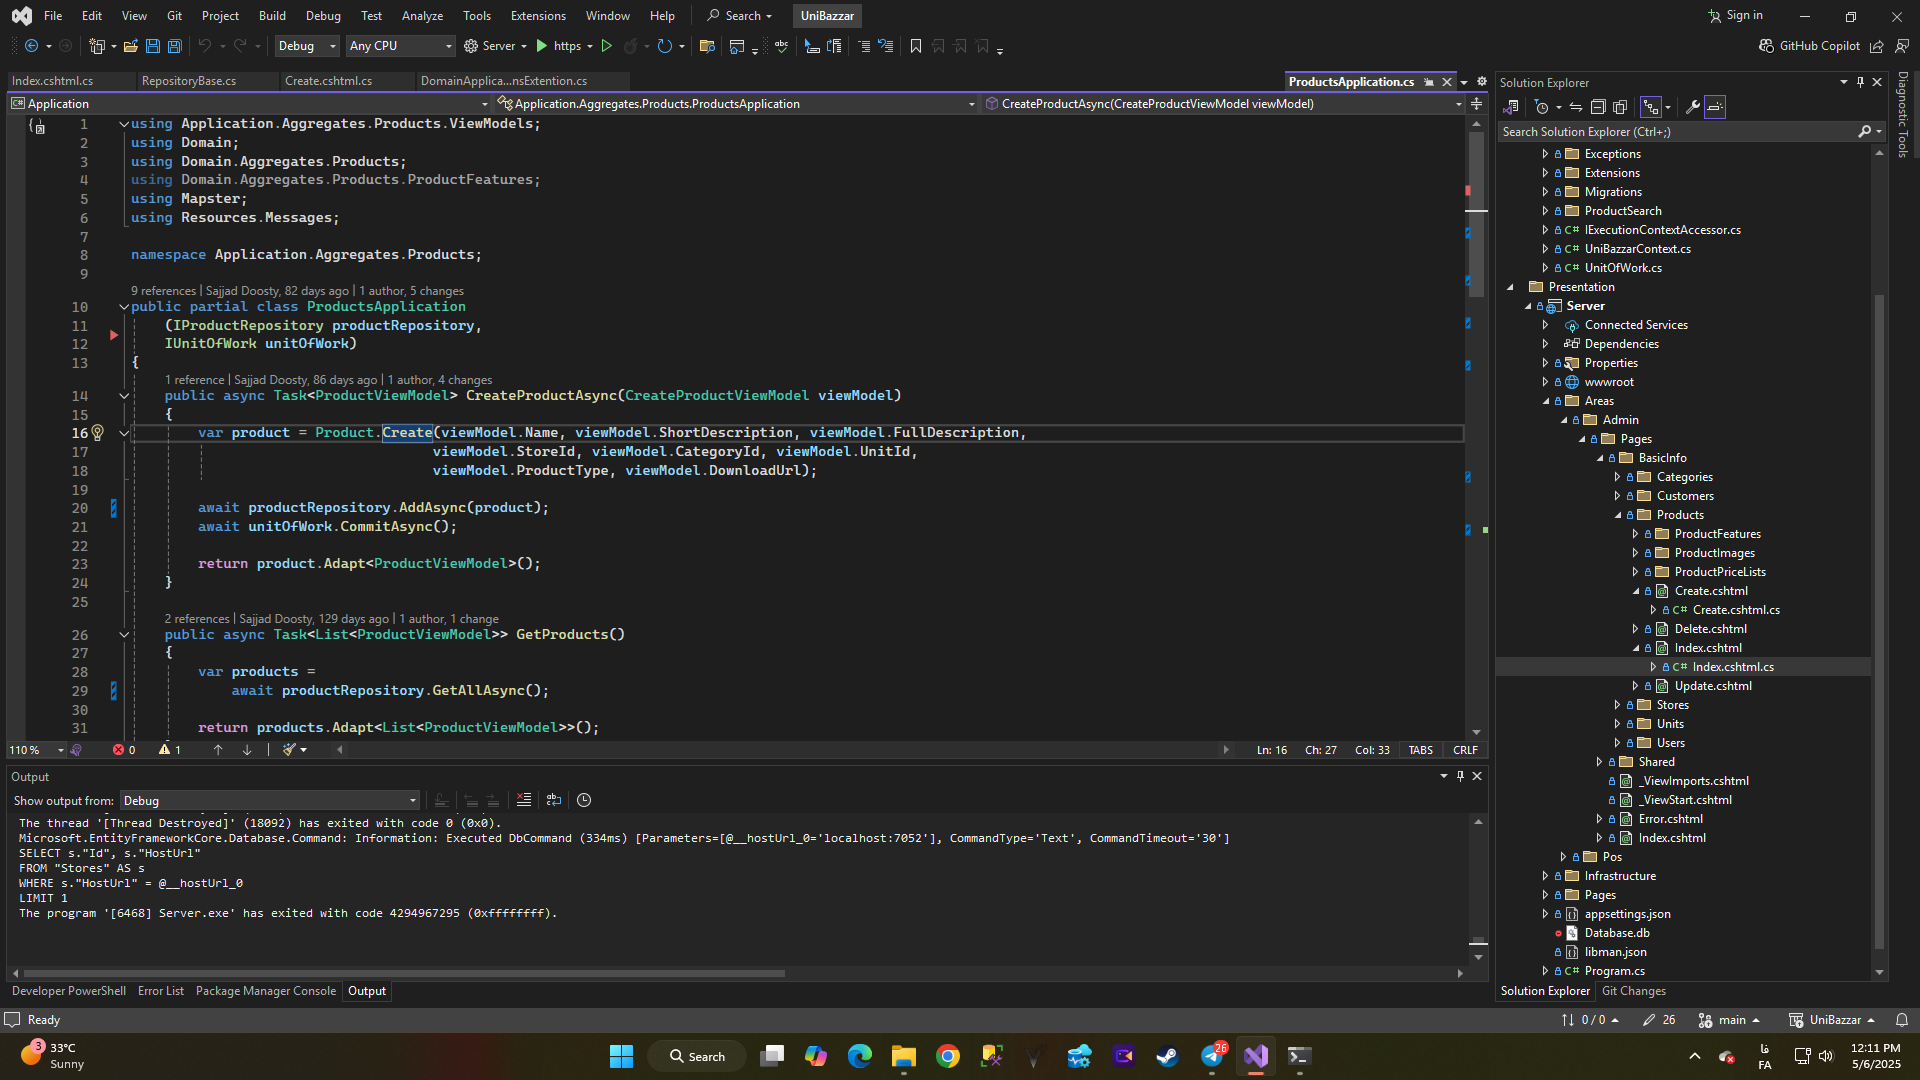 File Edit View Git Project Build Debug Test Analyze Tools Extensions Window Help Search UniBazzar Sign in
Debug Any CPU Server https GitHub Copilot
Index.cshtml.cs RepositoryBase.cs Create.cshtml.cs DomainApplica...nsExtention.cs ProductsApplication.cs
Application Application.Aggregates.Products.ProductsApplication CreateProductAsync(CreateProductViewModel viewModel)
1 using Application.Aggregates.Products.ViewModels;
2 using Domain;
3 using Domain.Aggregates.Products;
4 using Domain.Aggregates.Products.ProductFeatures;
5 using Mapster;
6 using Resources.Messages;
7
8 namespace Application.Aggregates.Products;
9
9 references | Sajjad Doosty, 82 days ago | 1 author, 5 changes
10 public partial class ProductsApplication
11 (IProductRepository productRepository,
12 IUnitOfWork unitOfWork)
13 {
1 reference | Sajjad Doosty, 86 days ago | 1 author, 4 changes
14 public async Task<ProductViewModel> CreateProductAsync(CreateProductViewModel viewModel)
15 {
16 var product = Product.Create(viewModel.Name, viewModel.ShortDescription, viewModel.FullDescription,
17 viewModel.StoreId, viewModel.CategoryId, viewModel.UnitId,
18 viewModel.ProductType, viewModel.DownloadUrl);
19
20 await productRepository.AddAsync(product);
21 await unitOfWork.CommitAsync();
22
23 return product.Adapt<ProductViewModel>();
24 }
25
2 references | Sajjad Doosty, 129 days ago | 1 author, 1 change
26 public async Task<List<ProductViewModel>> GetProducts()
27 {
28 var products =
29 await productRepository.GetAllAsync();
30
31 return products.Adapt<List<ProductViewModel>>();
110 % 0 1 Ln: 16 Ch: 27 Col: 33 TABS CRLF
Output
Show output from: Debug
The thread '[Thread Destroyed]' (18092) has exited with code 0 (0x0).
Microsoft.EntityFrameworkCore.Database.Command: Information: Executed DbCommand (334ms) [Parameters=[@__hostUrl_0='localhost:7052'], CommandType='Text', CommandTimeout='30']
SELECT s."Id", s."HostUrl"
FROM "Stores" AS s
WHERE s."HostUrl" = @__hostUrl_0
LIMIT 1
The program '[6468] Server.exe' has exited with code 4294967295 (0xffffffff).
Developer PowerShell Error List Package Manager Console Output
Solution Explorer
Search Solution Explorer (Ctrl+;)
Exceptions
Extensions
Migrations
ProductSearch
C# IExecutionContextAccessor.cs
C# UniBazzarContext.cs
C# UnitOfWork.cs
Presentation
Server
Connected Services
Dependencies
Properties
wwwroot
Areas
Admin
Pages
BasicInfo
Categories
Customers
Products
ProductFeatures
ProductImages
ProductPriceLists
Create.cshtml
C# Create.cshtml.cs
Delete.cshtml
Index.cshtml
C# Index.cshtml.cs
Update.cshtml
Stores
Units
Users
Shared
_ViewImports.cshtml
_ViewStart.cshtml
Error.cshtml
Index.cshtml
Pos
Infrastructure
Pages
appsettings.json
Database.db
libman.json
C# Program.cs
Solution Explorer Git Changes
Diagnostic Tools
Ready 0 / 0 26 main UniBazzar
3 33°C
Sunny
Search
26
فا
FA
12:11 PM
5/6/2025